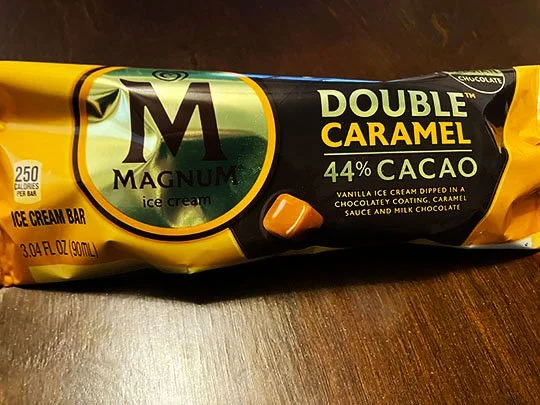 CHOCOLATE
M
MAGNUM
ice cream
DOUBLE™
CARAMEL
44% CACAO
VANILLA ICE CREAM DIPPED IN A
CHOCOLATEY COATING, CARAMEL
SAUCE AND MILK CHOCOLATE
250
CALORIES
PER BAR
ICE CREAM BAR
3.04 FL OZ (90mL)